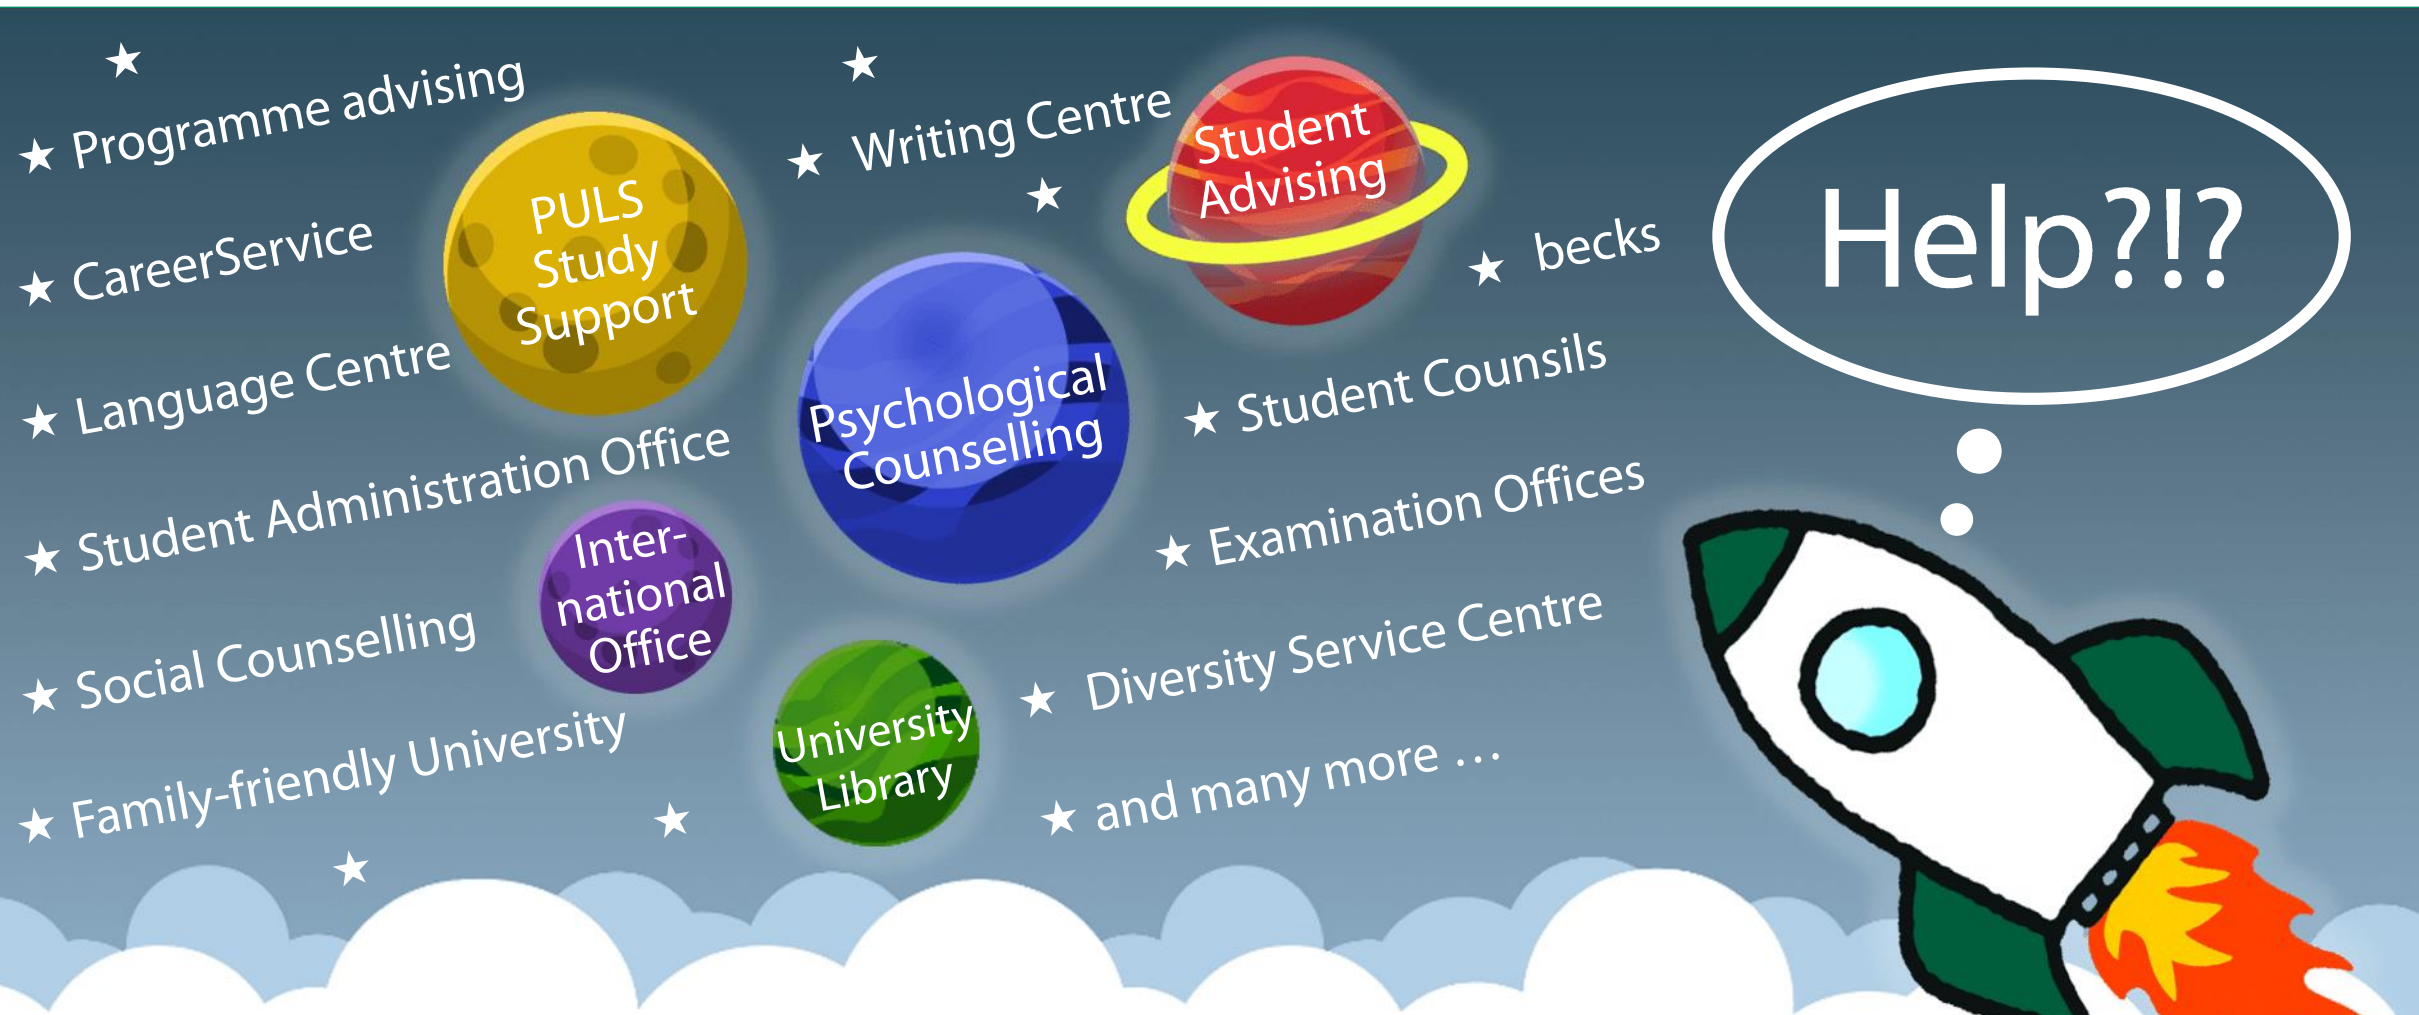 Programme advising
CareerService
Language Centre
Student Administration Office
Social Counselling
Family-friendly University
PULS
Study
Support
Inter-
national
Office
Writing Centre
Psychological
Counselling
University
Library
Student
Advising
becks
Student Counsils
Examination Offices
Diversity Service Centre
and many more …
Help?!?